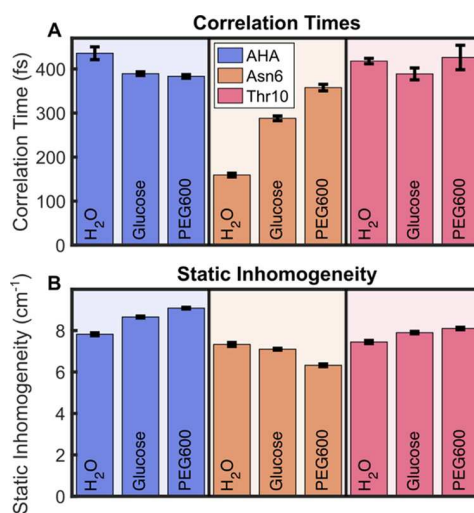 A
Correlation Times
Correlation Time (fs)
400
300
200
100
0
AHA
Asn6
Thr10
H₂O
Glucose
PEG600
H₂O
Glucose
PEG600
H₂O
Glucose
PEG600
B
Static Inhomogeneity
Static Inhomogeneity (cm⁻¹)
8
6
4
2
0
H₂O
Glucose
PEG600
H₂O
Glucose
PEG600
H₂O
Glucose
PEG600